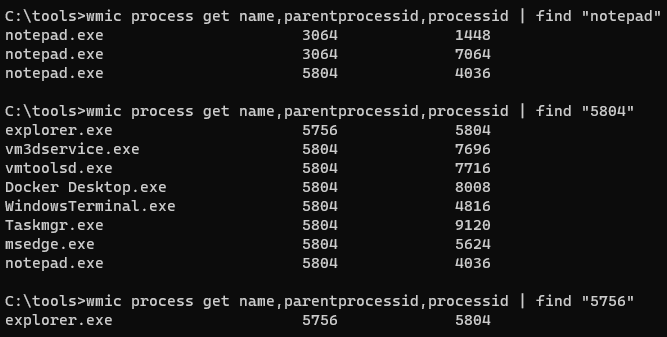 C:\tools>wmic process get name,parentprocessid,processid | find "notepad"
notepad.exe                      3064             1448
notepad.exe                      3064             7064
notepad.exe                      5804             4036

C:\tools>wmic process get name,parentprocessid,processid | find "5804"
explorer.exe                     5756             5804
vm3dservice.exe                  5804             7696
vmtoolsd.exe                     5804             7716
Docker Desktop.exe               5804             8008
WindowsTerminal.exe              5804             4816
Taskmgr.exe                      5804             9120
msedge.exe                       5804             5624
notepad.exe                      5804             4036

C:\tools>wmic process get name,parentprocessid,processid | find "5756"
explorer.exe                     5756             5804